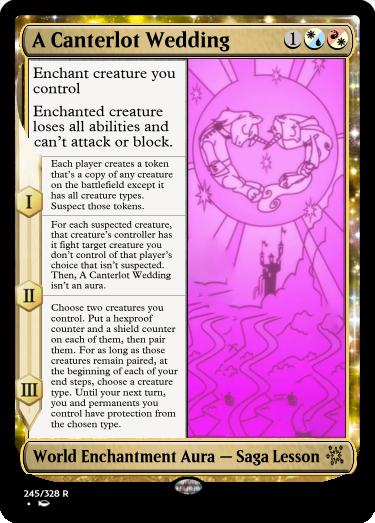 A Canterlot Wedding 1
Enchant creature you
control
Enchanted creature
loses all abilities and
can't attack or block.
I
Each player creates a token
that's a copy of any creature
on the battlefield except it
has all creature types.
Suspect those tokens.
II
For each suspected creature,
that creature's controller has
it fight target creature you
don't control of that player's
choice that isn't suspected.
Then, A Canterlot Wedding
isn't an aura.
III
Choose two creatures you
control. Put a hexproof
counter and a shield counter
on each of them, then pair
them. For as long as those
creatures remain paired, at
the beginning of each of your
end steps, choose a creature
type. Until your next turn,
you and permanents you
control have protection from
the chosen type.
World Enchantment Aura — Saga Lesson
245/328 R